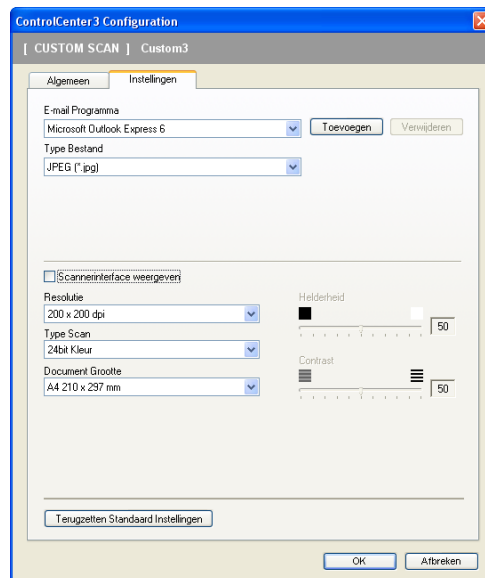 ControlCenter3 Configuration
[ CUSTOM SCAN ] Custom3
Algemeen Instellingen
E-mail Programma
Microsoft Outlook Express 6 Toevoegen Verwijderen
Type Bestand
JPEG (*.jpg)
Scannerinterface weergeven
Resolutie Helderheid
200 x 200 dpi 50
Type Scan
24bit Kleur
Contrast
Document Grootte
A4 210 x 297 mm 50
Terugzetten Standaard Instellingen
OK Afbreken